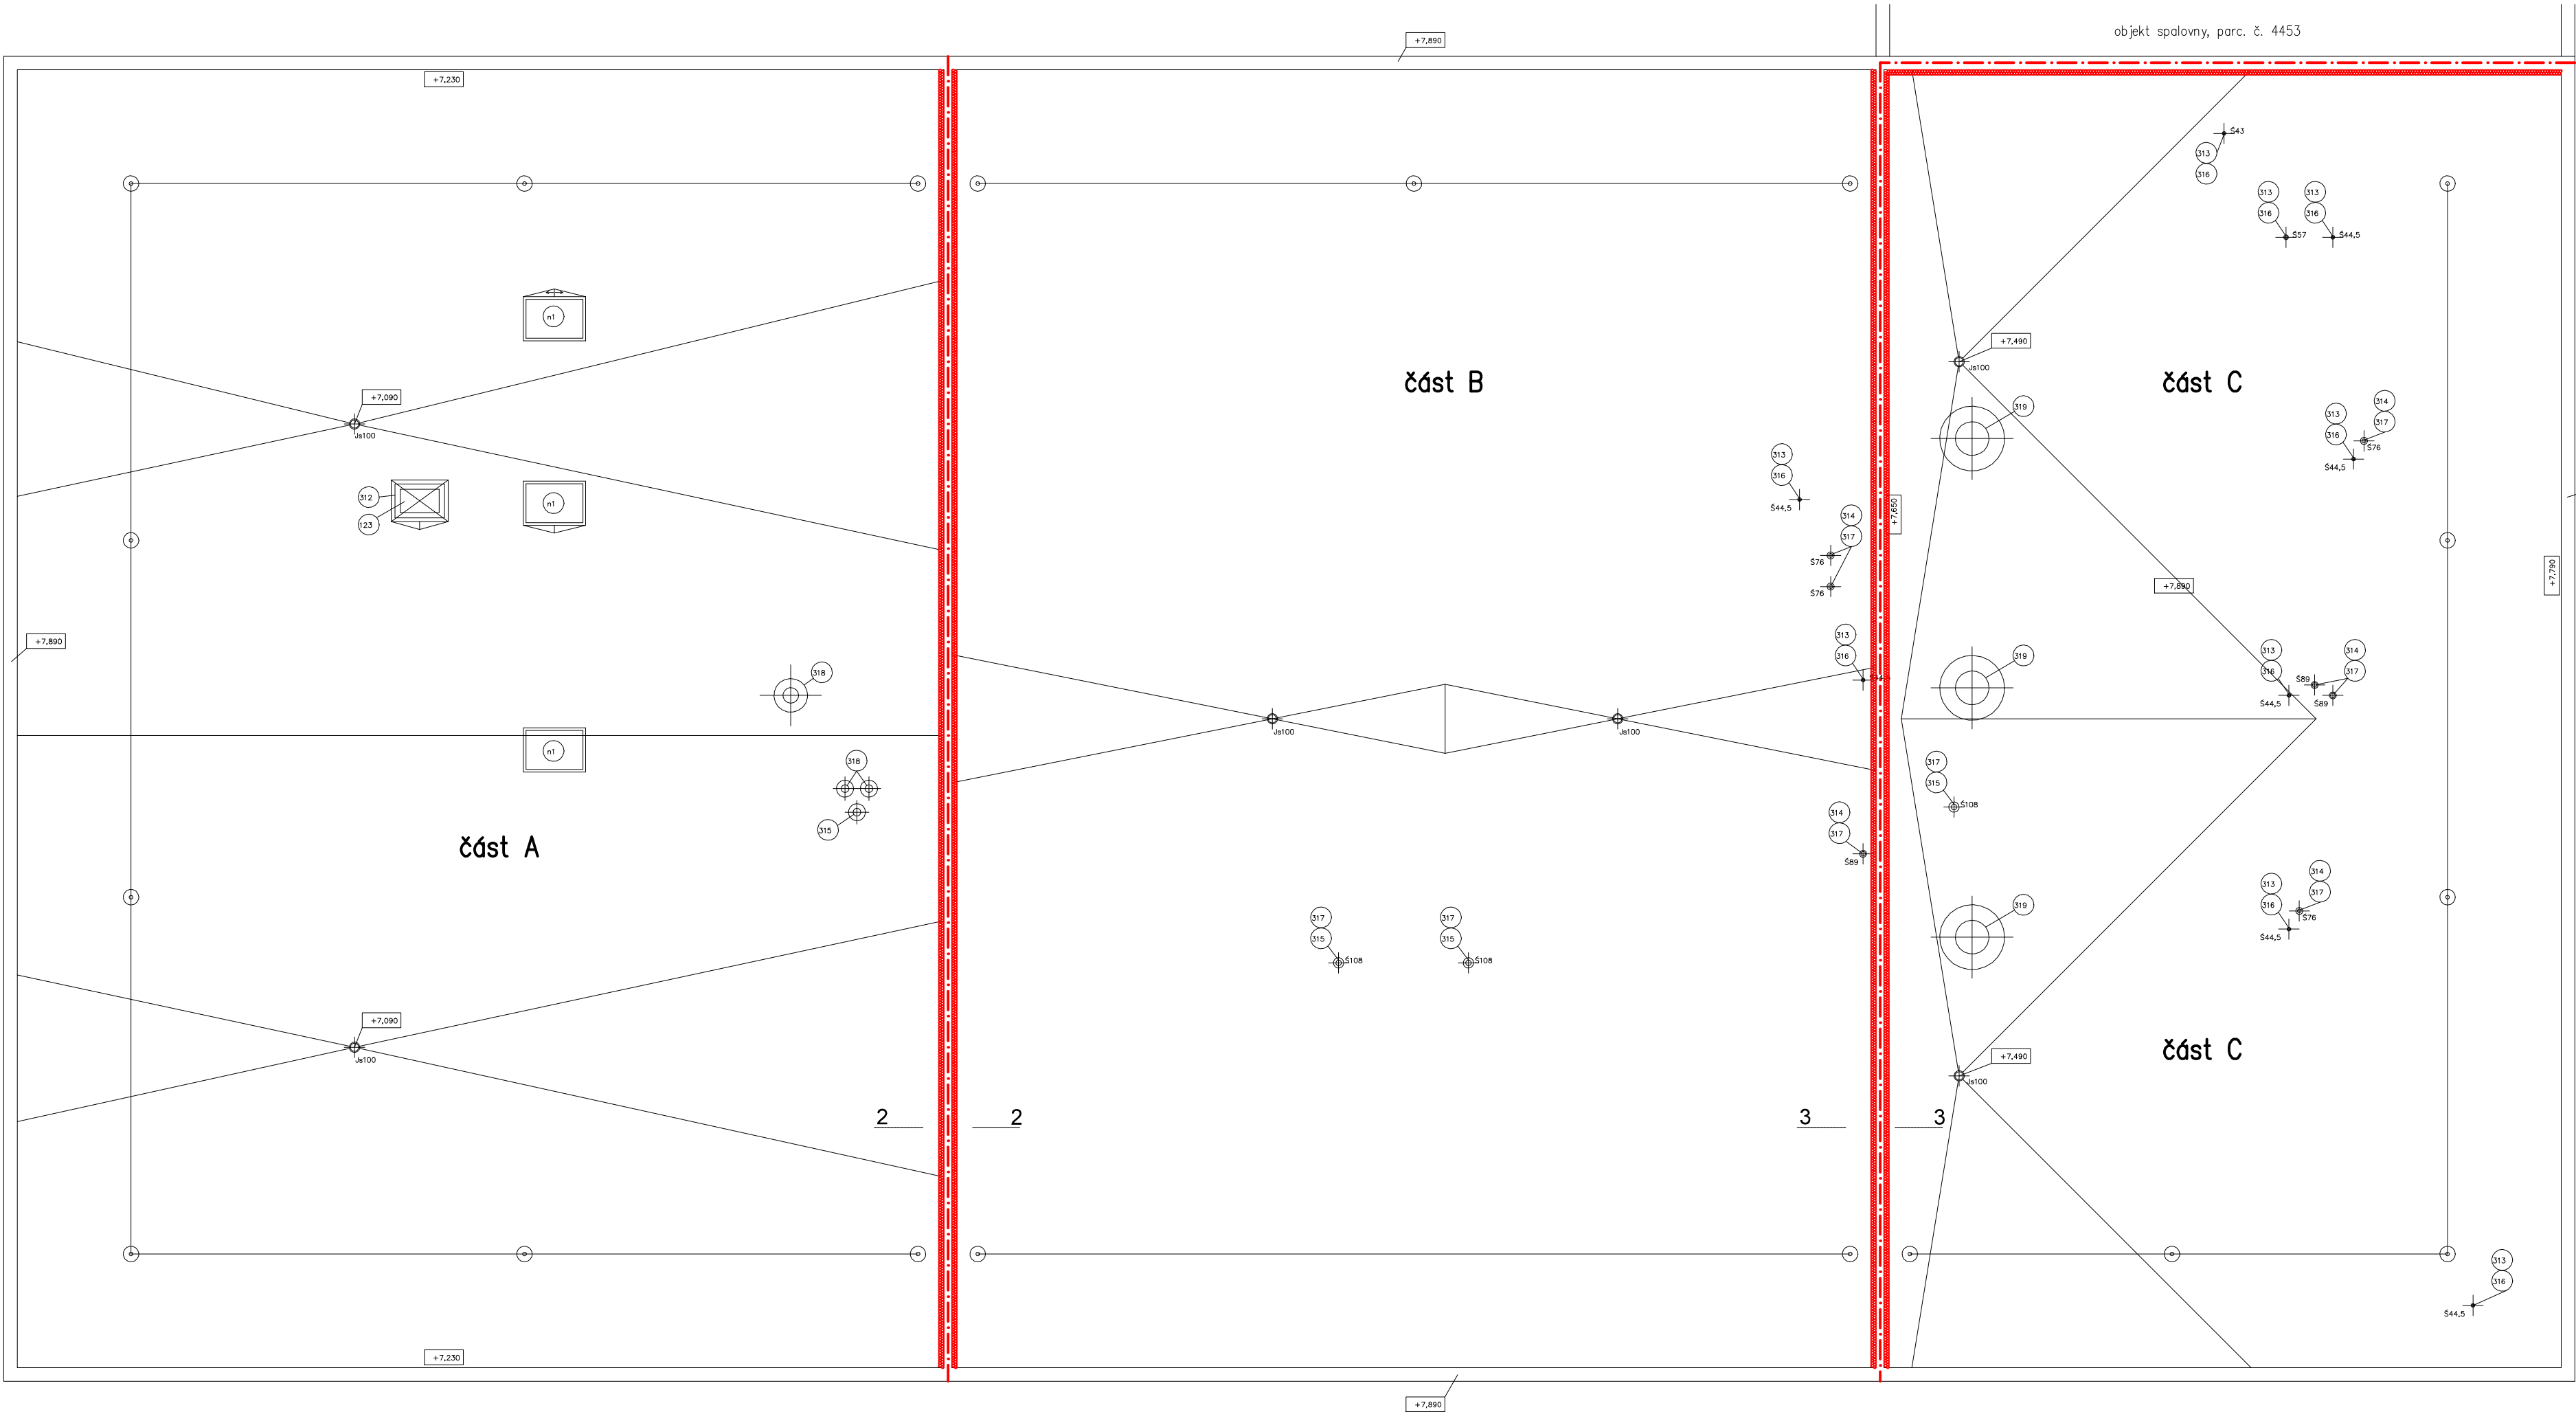 objekt spalovny, parc. č. 4453
+7,890
+7,230
Š43
313
316
313
316
Š57
313
316
Š44,5
n1
+7,490
Js100
část B
část C
+7,090
Js100
319
314
317
Š76
313
316
Š44,5
312
123
n1
313
316
Š44,5
+7,650
314
317
Š76
Š76
+7,890
+7,790
+7,890
318
313
316
319
313
316
Š44,5
314
317
Š89
Š89
Js100
Js100
n1
318
315
317
315
Š108
část A
314
317
Š89
313
316
Š44,5
314
317
Š76
317
315
Š108
317
315
Š108
319
+7,090
Js100
+7,490
Js100
část C
2
2
3
3
313
316
Š44,5
+7,230
+7,890